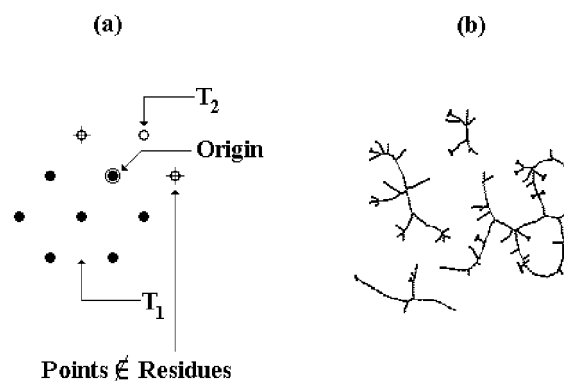 (a) (b)
T2
Origin
T1
Points ∉ Residues